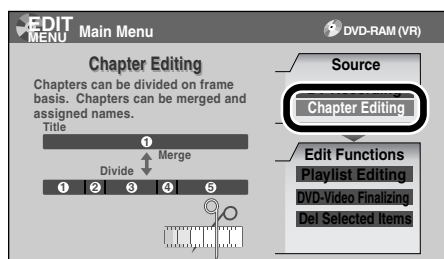 EDIT MENU Main Menu
DVD-RAM (VR)
Chapter Editing
Chapters can be divided on frame
basis. Chapters can be merged and
assigned names.
Title
1
Merge
Divide
1 2 3 4 5
Source
Chapter Editing
Edit Functions
Playlist Editing
DVD-Video Finalizing
Del Selected Items